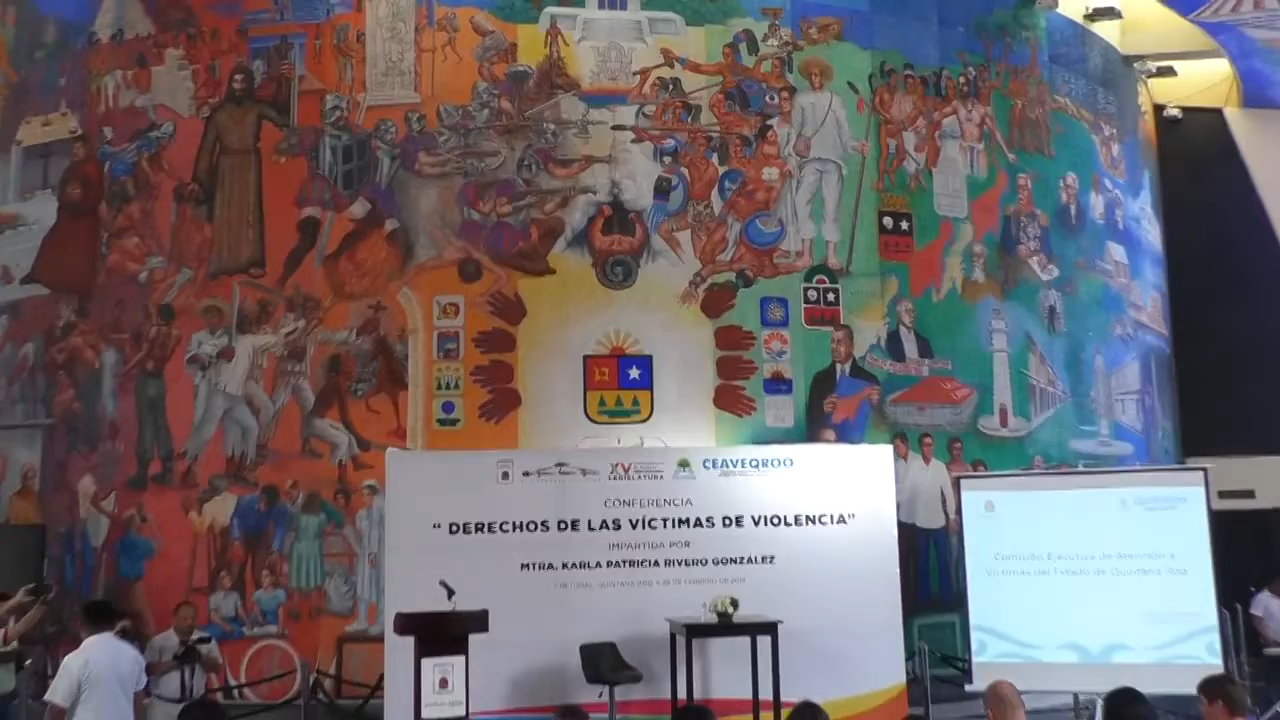 XV
LEGISLATURA
CEAVEQROO
CONFERENCIA
“ DERECHOS DE LAS VÍCTIMAS DE VIOLENCIA”
IMPARTIDA POR
MTRA. KARLA PATRICIA RIVERO GONZÁLEZ
Comisión Ejecutiva de Atención a
Víctimas del Estado de Quintana Roo